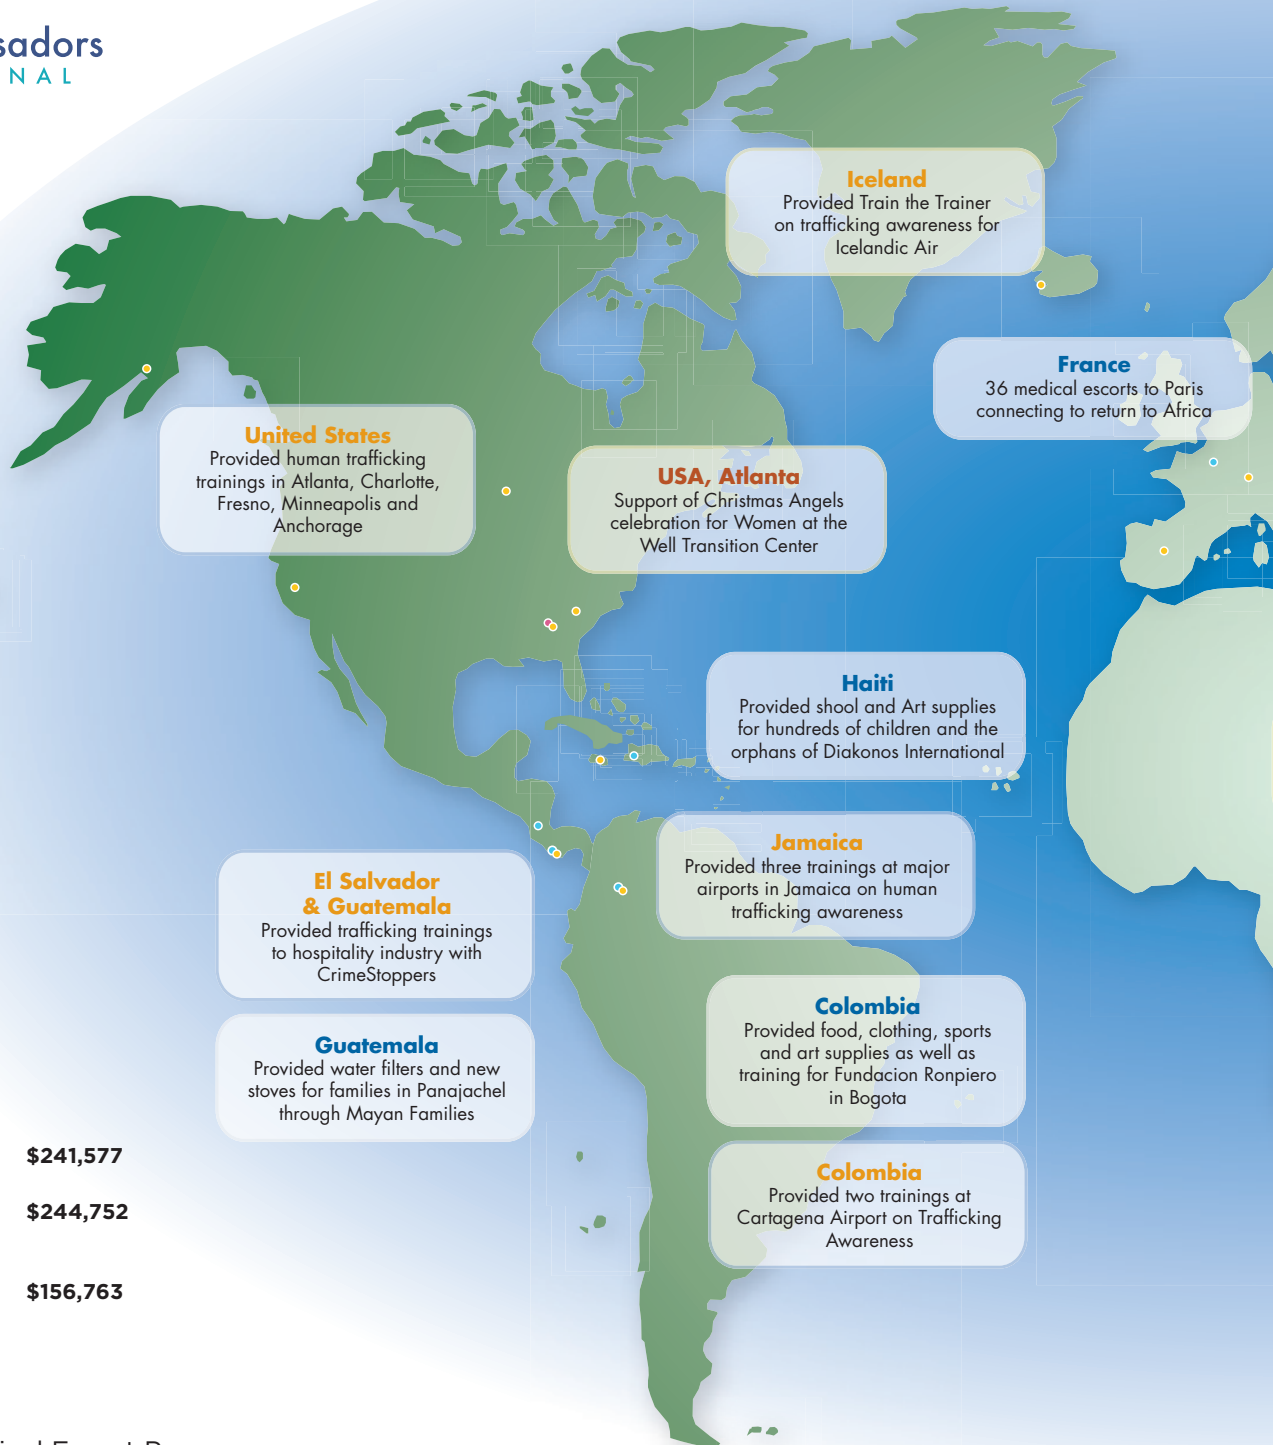 sadors
NAL
Iceland
Provided Train the Trainer
on trafficking awareness for
Icelandic Air
France
36 medical escorts to Paris
connecting to return to Africa
United States
Provided human trafficking
trainings in Atlanta, Charlotte,
Fresno, Minneapolis and
Anchorage
USA, Atlanta
Support of Christmas Angels
celebration for Women at the
Well Transition Center
Haiti
Provided shool and Art supplies
for hundreds of children and the
orphans of Diakonos International
Jamaica
Provided three trainings at major
airports in Jamaica on human
trafficking awareness
El Salvador
& Guatemala
Provided trafficking trainings
to hospitality industry with
CrimeStoppers
Colombia
Provided food, clothing, sports
and art supplies as well as
training for Fundacion Ronpiero
in Bogota
Guatemala
Provided water filters and new
stoves for families in Panajachel
through Mayan Families
Colombia
Provided two trainings at
Cartagena Airport on Trafficking
Awareness
$241,577
$244,752
$156,763